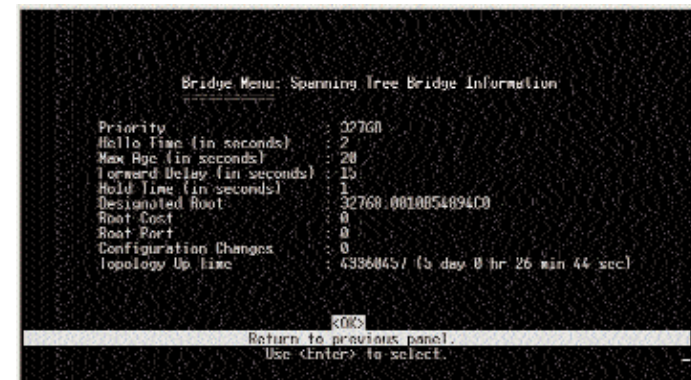 Bridge Menu: Spanning Tree Bridge Information
Priority : 32768
Hello Time (in seconds) : 2
Max Age (in seconds) : 20
Forward Delay (in seconds) : 15
Hold Time (in seconds) : 1
Designated Root : 32768.0010B54894C0
Root Cost : 0
Root Port : 0
Configuration Changes : 0
Topology Up Time : 43360457 (5 day 0 hr 26 min 44 sec)
<OK>
Return to previous panel.
Use <Enter> to select.